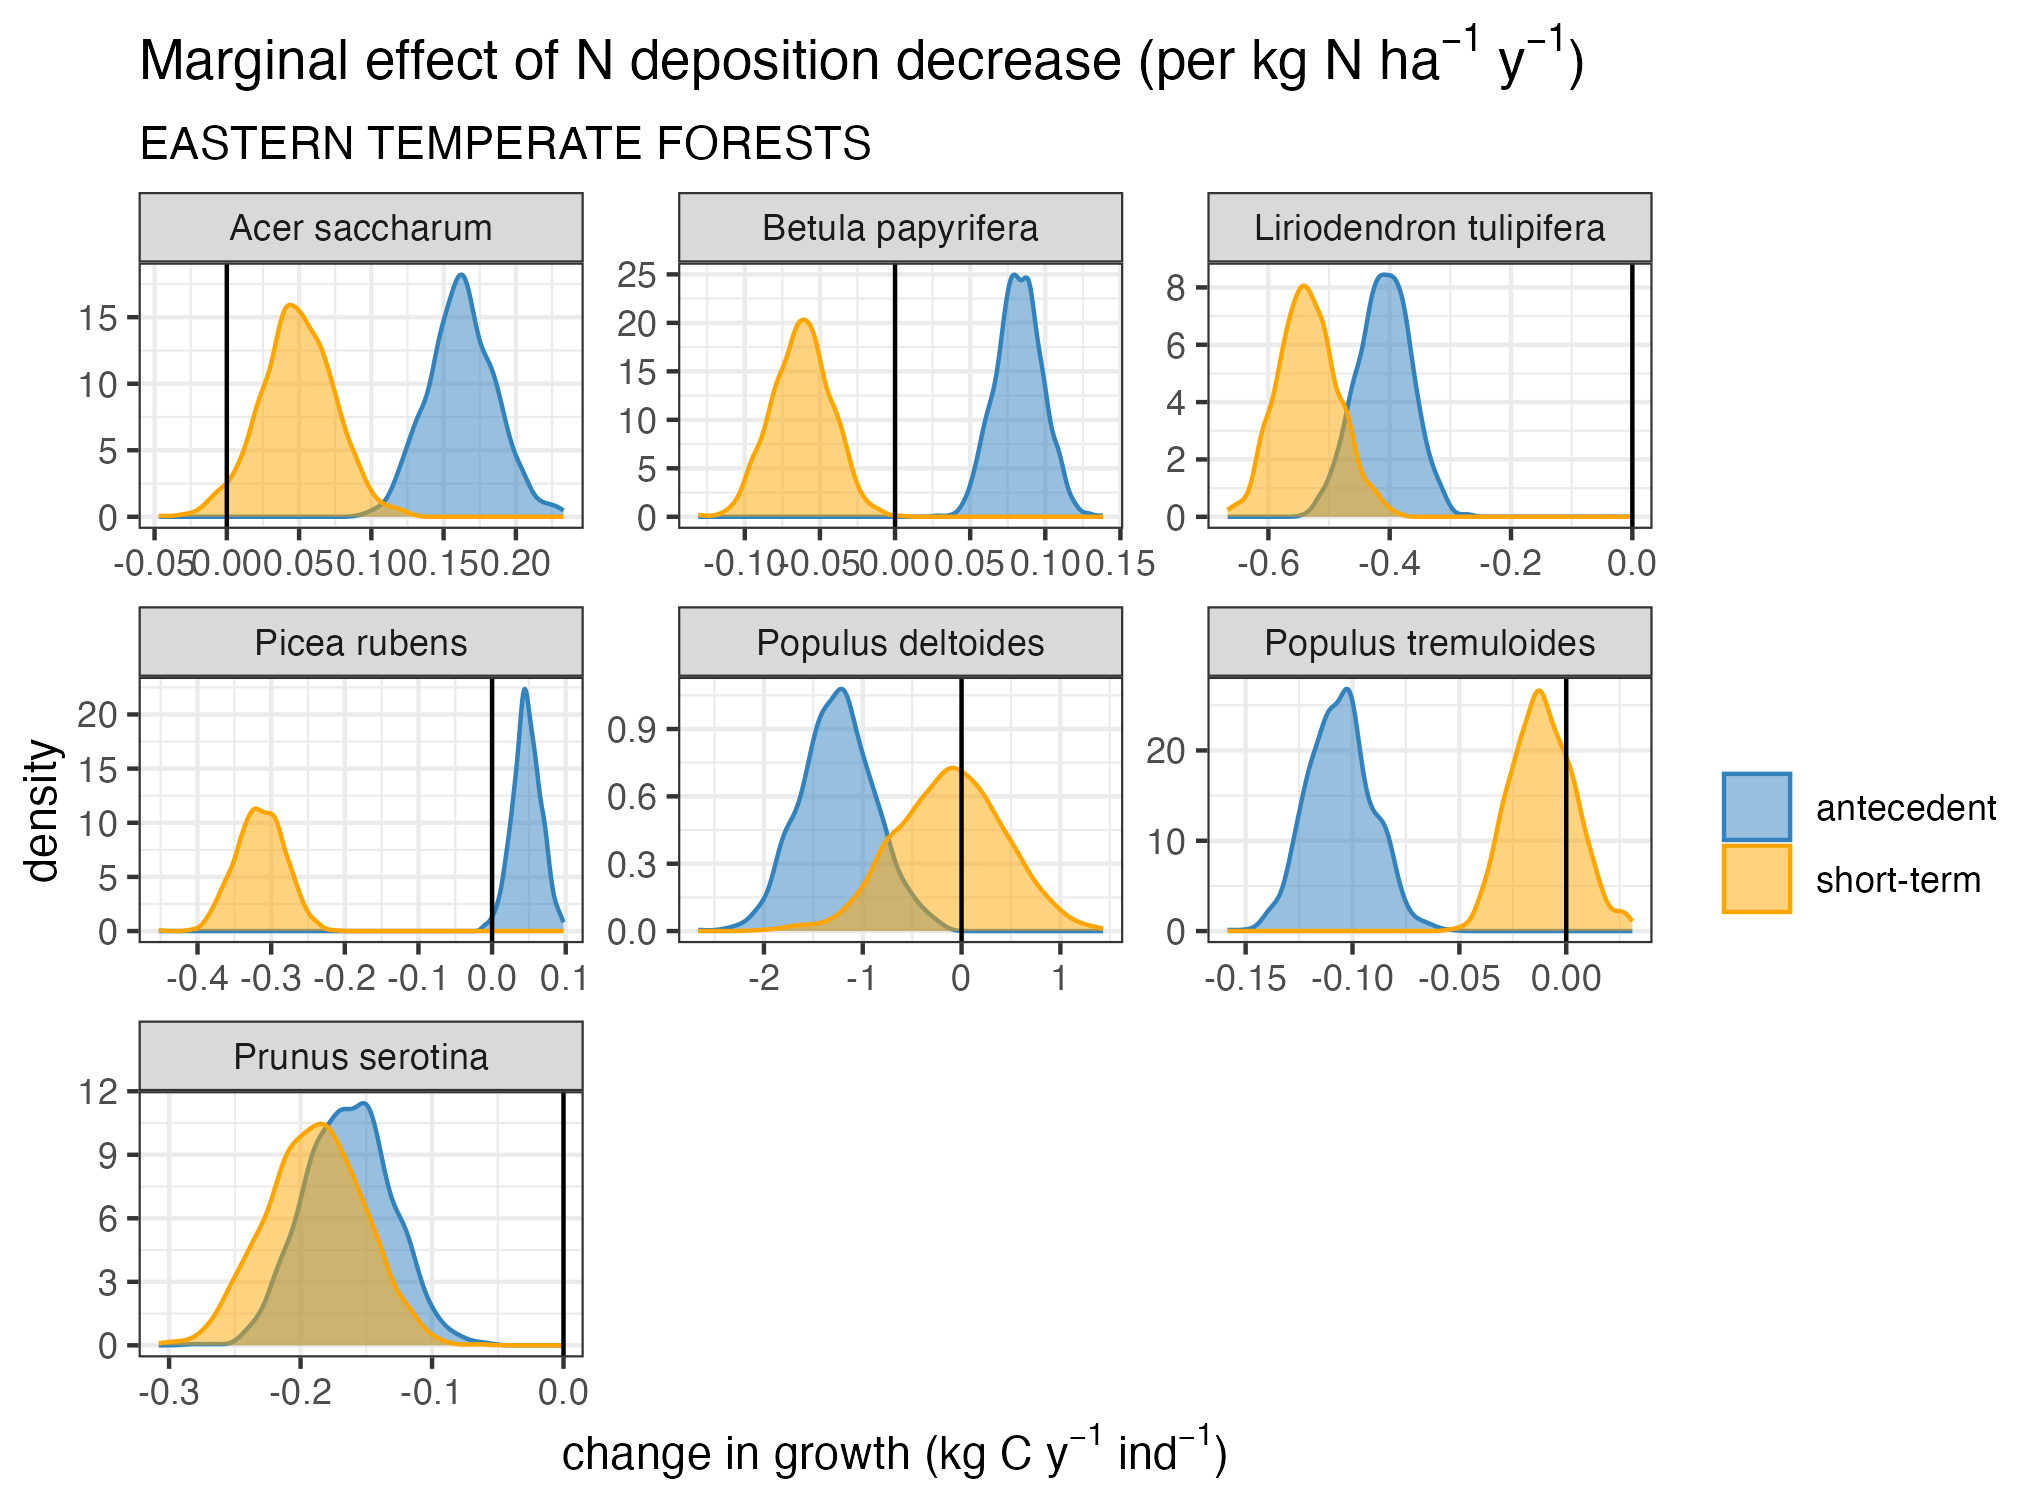 Marginal effect of N deposition decrease (per kg N ha⁻¹ y⁻¹)
EASTERN TEMPERATE FORESTS
Acer saccharum
15
10
5
0
-0.05 0.00 0.05 0.10 0.15 0.20
Betula papyrifera
25
20
15
10
5
0
-0.10 -0.05 0.00 0.05 0.10 0.15
Liriodendron tulipifera
8
6
4
2
0
-0.6 -0.4 -0.2 0.0
Picea rubens
20
15
10
5
0
-0.4 -0.3 -0.2 -0.1 0.0 0.1
Populus deltoides
0.9
0.6
0.3
0.0
-2 -1 0 1
Populus tremuloides
20
10
0
-0.15 -0.10 -0.05 0.00
Prunus serotina
12
9
6
3
0
-0.3 -0.2 -0.1 0.0
density
change in growth (kg C y⁻¹ ind⁻¹)
antecedent
short-term